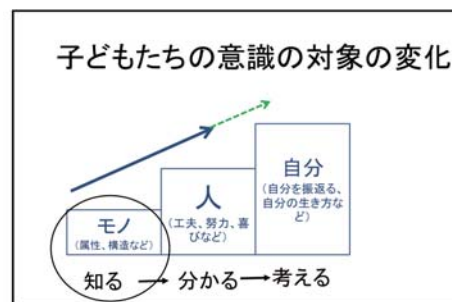 子どもたちの意識の対象の変化
自分
(自分を振返る、
自分の生き方な
ど)
人
(工夫、努力、喜
びなど)
モノ
(属性、構造など)
知る → 分かる → 考える